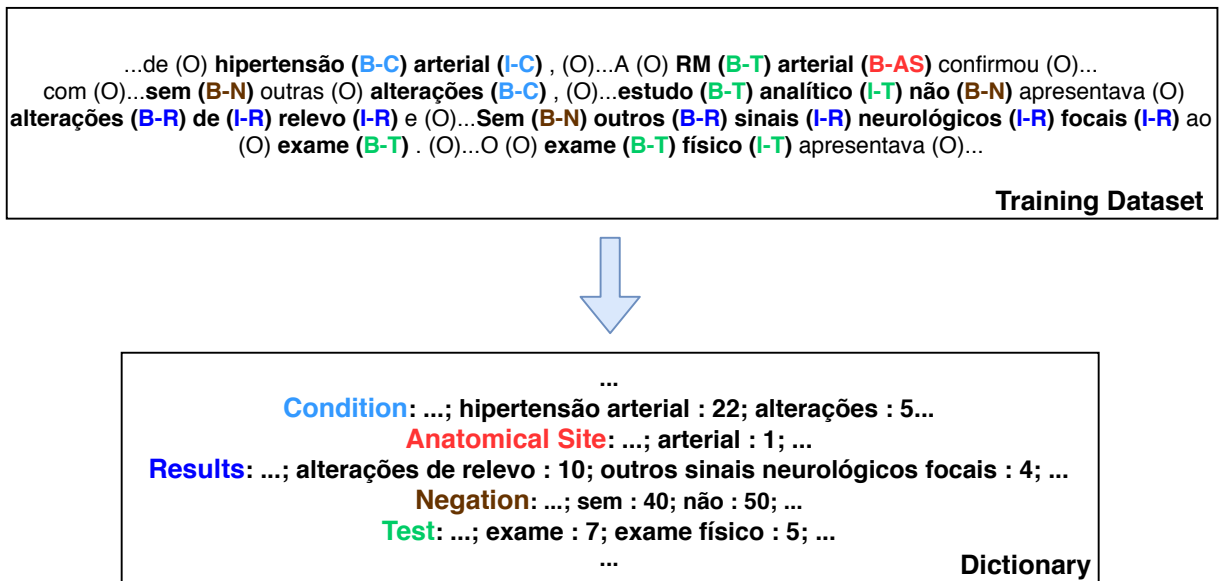 ...de (O) hipertensão (B-C) arterial (I-C) , (O)...A (O) RM (B-T) arterial (B-AS) confirmou (O)...
com (O)...sem (B-N) outras (O) alterações (B-C) , (O)...estudo (B-T) analítico (I-T) não (B-N) apresentava (O)
alterações (B-R) de (I-R) relevo (I-R) e (O)...Sem (B-N) outros (B-R) sinais (I-R) neurológicos (I-R) focais (I-R) ao
(O) exame (B-T) . (O)...O (O) exame (B-T) físico (I-T) apresentava (O)...
Training Dataset
...
Condition: ...; hipertensão arterial : 22; alterações : 5...
Anatomical Site: ...; arterial : 1; ...
Results: ...; alterações de relevo : 10; outros sinais neurológicos focais : 4; ...
Negation: ...; sem : 40; não : 50; ...
Test: ...; exame : 7; exame físico : 5; ...
...
Dictionary